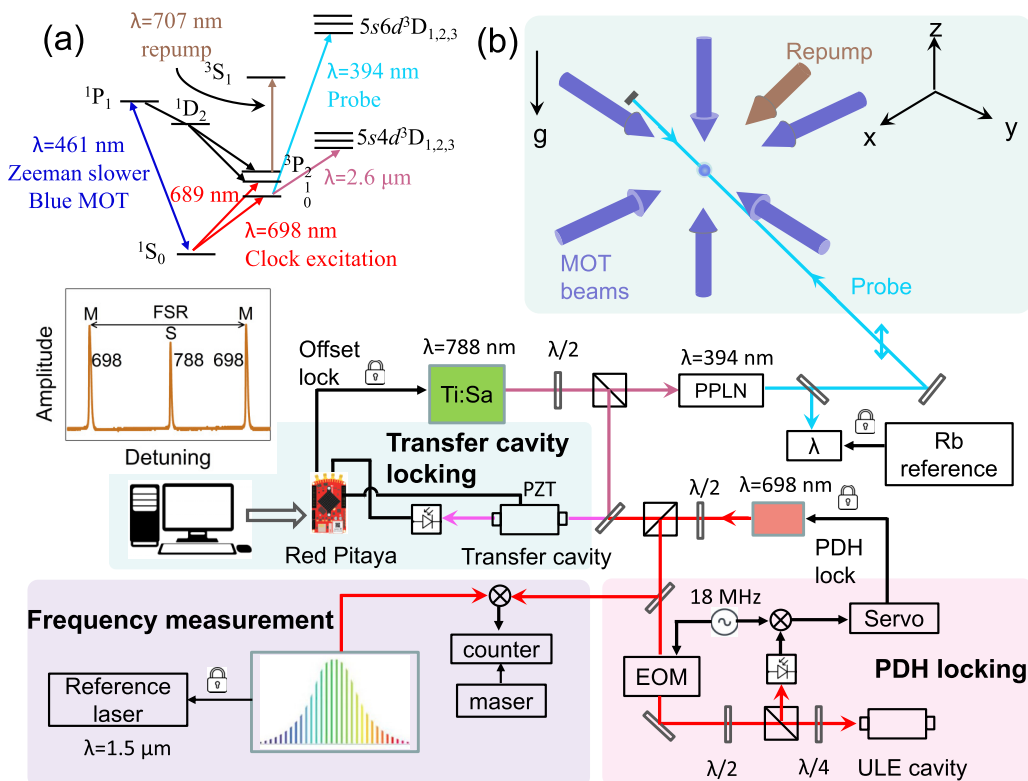 (a)
λ=707 nm
repump
³S₁
5s6d³D₁,₂,₃
λ=394 nm
Probe
¹P₁
¹D₂
5s4d³D₁,₂,₃
λ=461 nm
Zeeman slower
Blue MOT
³P₂
1
0
λ=2.6 μm
689 nm
λ=698 nm
Clock excitation
¹S₀
(b)
g
Repump
z
x
y
MOT
beams
Probe
M
FSR
M
S
698
788
698
Amplitude
Detuning
Offset
lock
λ=788 nm
Ti:Sa
λ/2
λ=394 nm
PPLN
λ
Rb
reference
Transfer cavity
locking
PZT
Red Pitaya
Transfer cavity
λ/2
λ=698 nm
PDH
lock
Frequency measurement
counter
maser
Reference
laser
λ=1.5 μm
18 MHz
Servo
EOM
PDH locking
λ/2
λ/4
ULE cavity